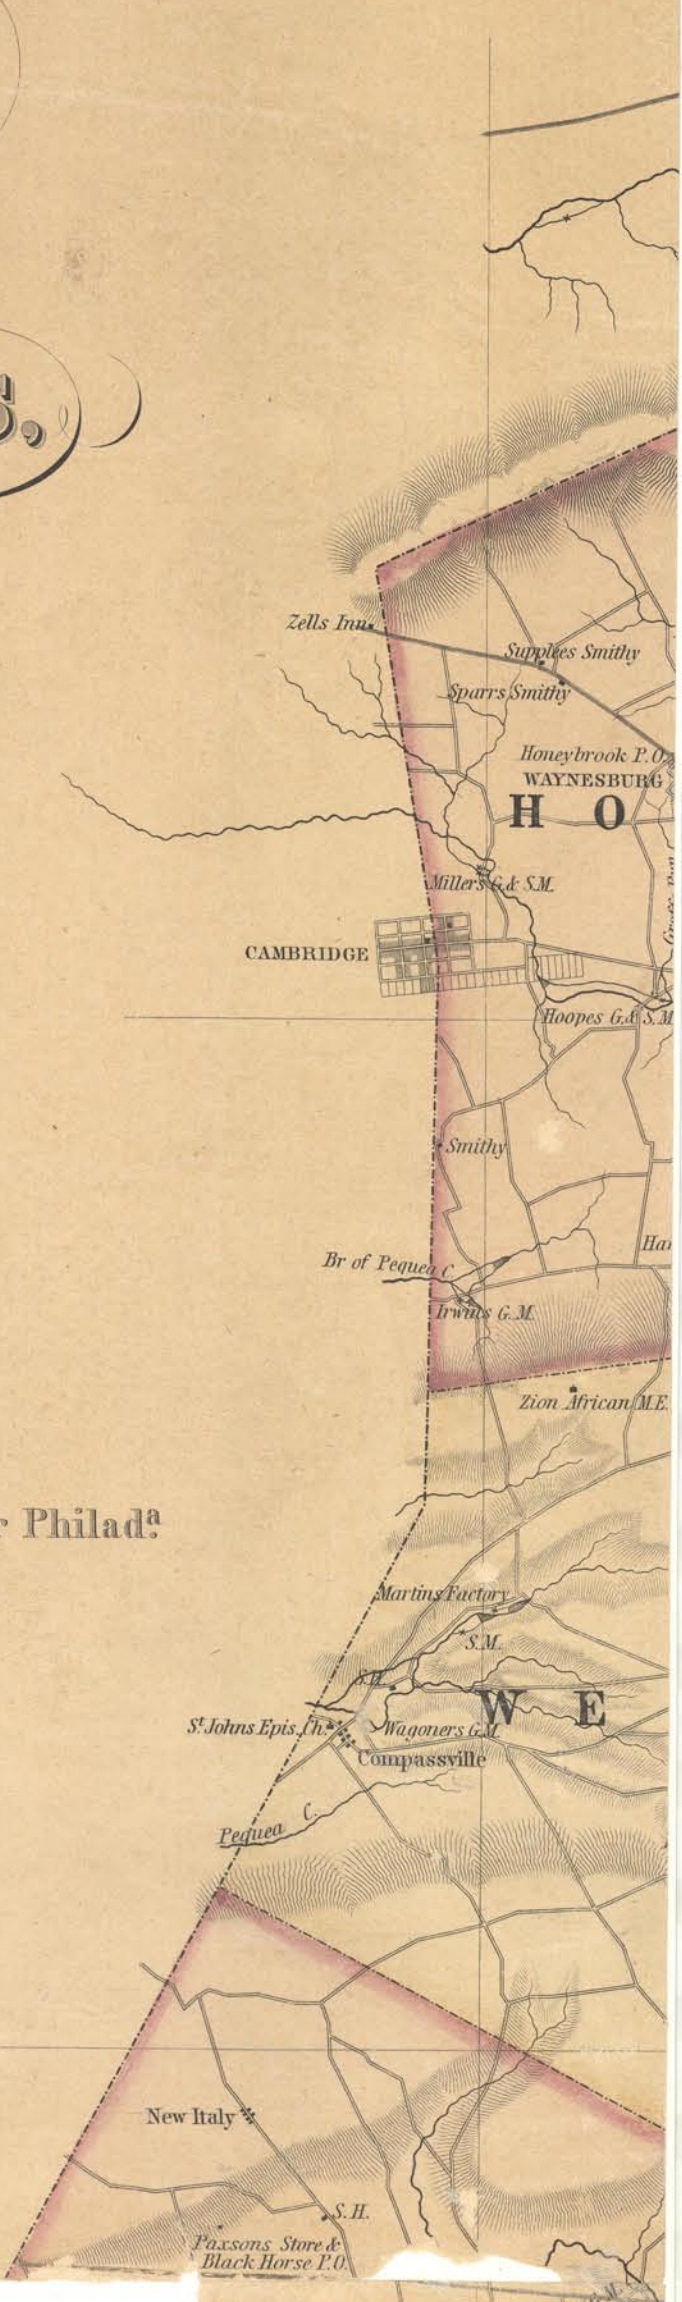 S,
Zells Inn
Supplees Smithy
Sparrs Smithy
Honeybrook P.O.
WAYNESBURG
H O
Millers G. & S.M.
CAMBRIDGE
Hoopes G. & S. M
Smithy
Br of Pequea C.
Irwins G. M.
Zion African M.E.
r Philadª.
Martins Factory
S.M.
S.H.
W E
St. Johns Epis. Ch.
Wagoners G.M.
Compassville
Pequea C.
New Italy
S. H.
Paxsons Store &
Black Horse P.O.